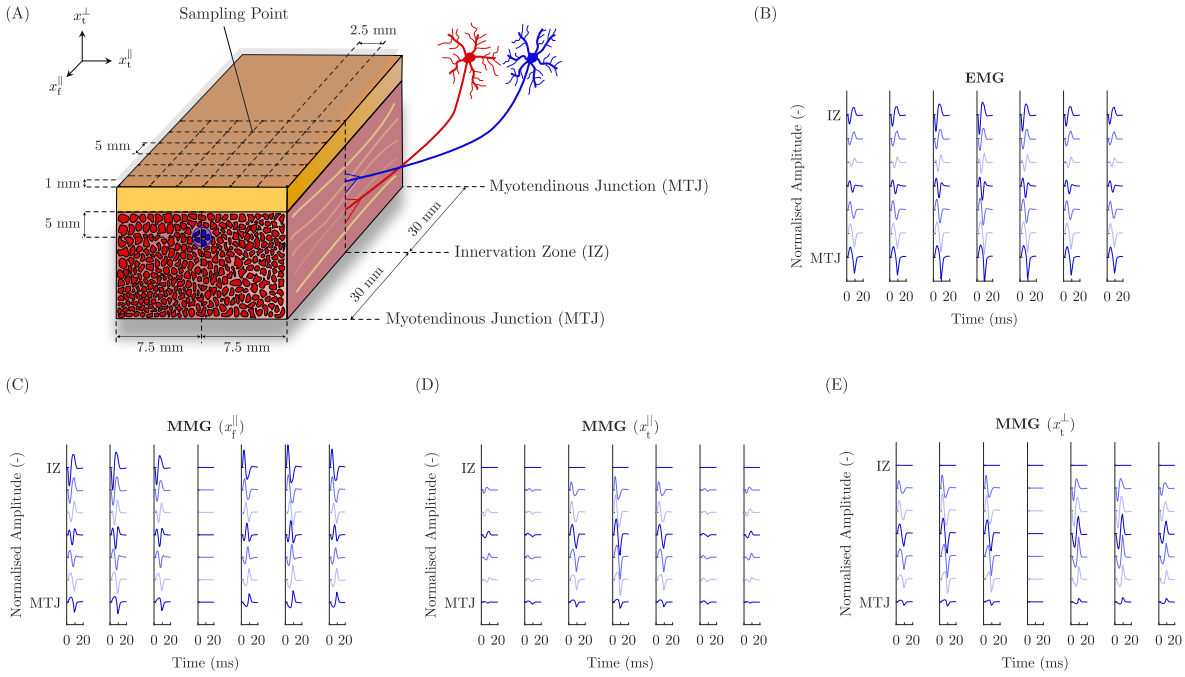 (A)
x_t^⊥
x_t^||
x_f^||
Sampling Point
2.5 mm
5 mm
1 mm
5 mm
Myotendinous Junction (MTJ)
30 mm
Innervation Zone (IZ)
30 mm
Myotendinous Junction (MTJ)
7.5 mm 7.5 mm
(B)
EMG
Normalised Amplitude (-)
IZ
MTJ
0 20 0 20 0 20 0 20 0 20 0 20 0 20
Time (ms)
(C)
MMG (x_f^||)
Normalised Amplitude (-)
IZ
MTJ
0 20 0 20 0 20 0 20 0 20 0 20 0 20
Time (ms)
(D)
MMG (x_t^||)
Normalised Amplitude (-)
IZ
MTJ
0 20 0 20 0 20 0 20 0 20 0 20 0 20
Time (ms)
(E)
MMG (x_t^⊥)
Normalised Amplitude (-)
IZ
MTJ
0 20 0 20 0 20 0 20 0 20 0 20 0 20
Time (ms)